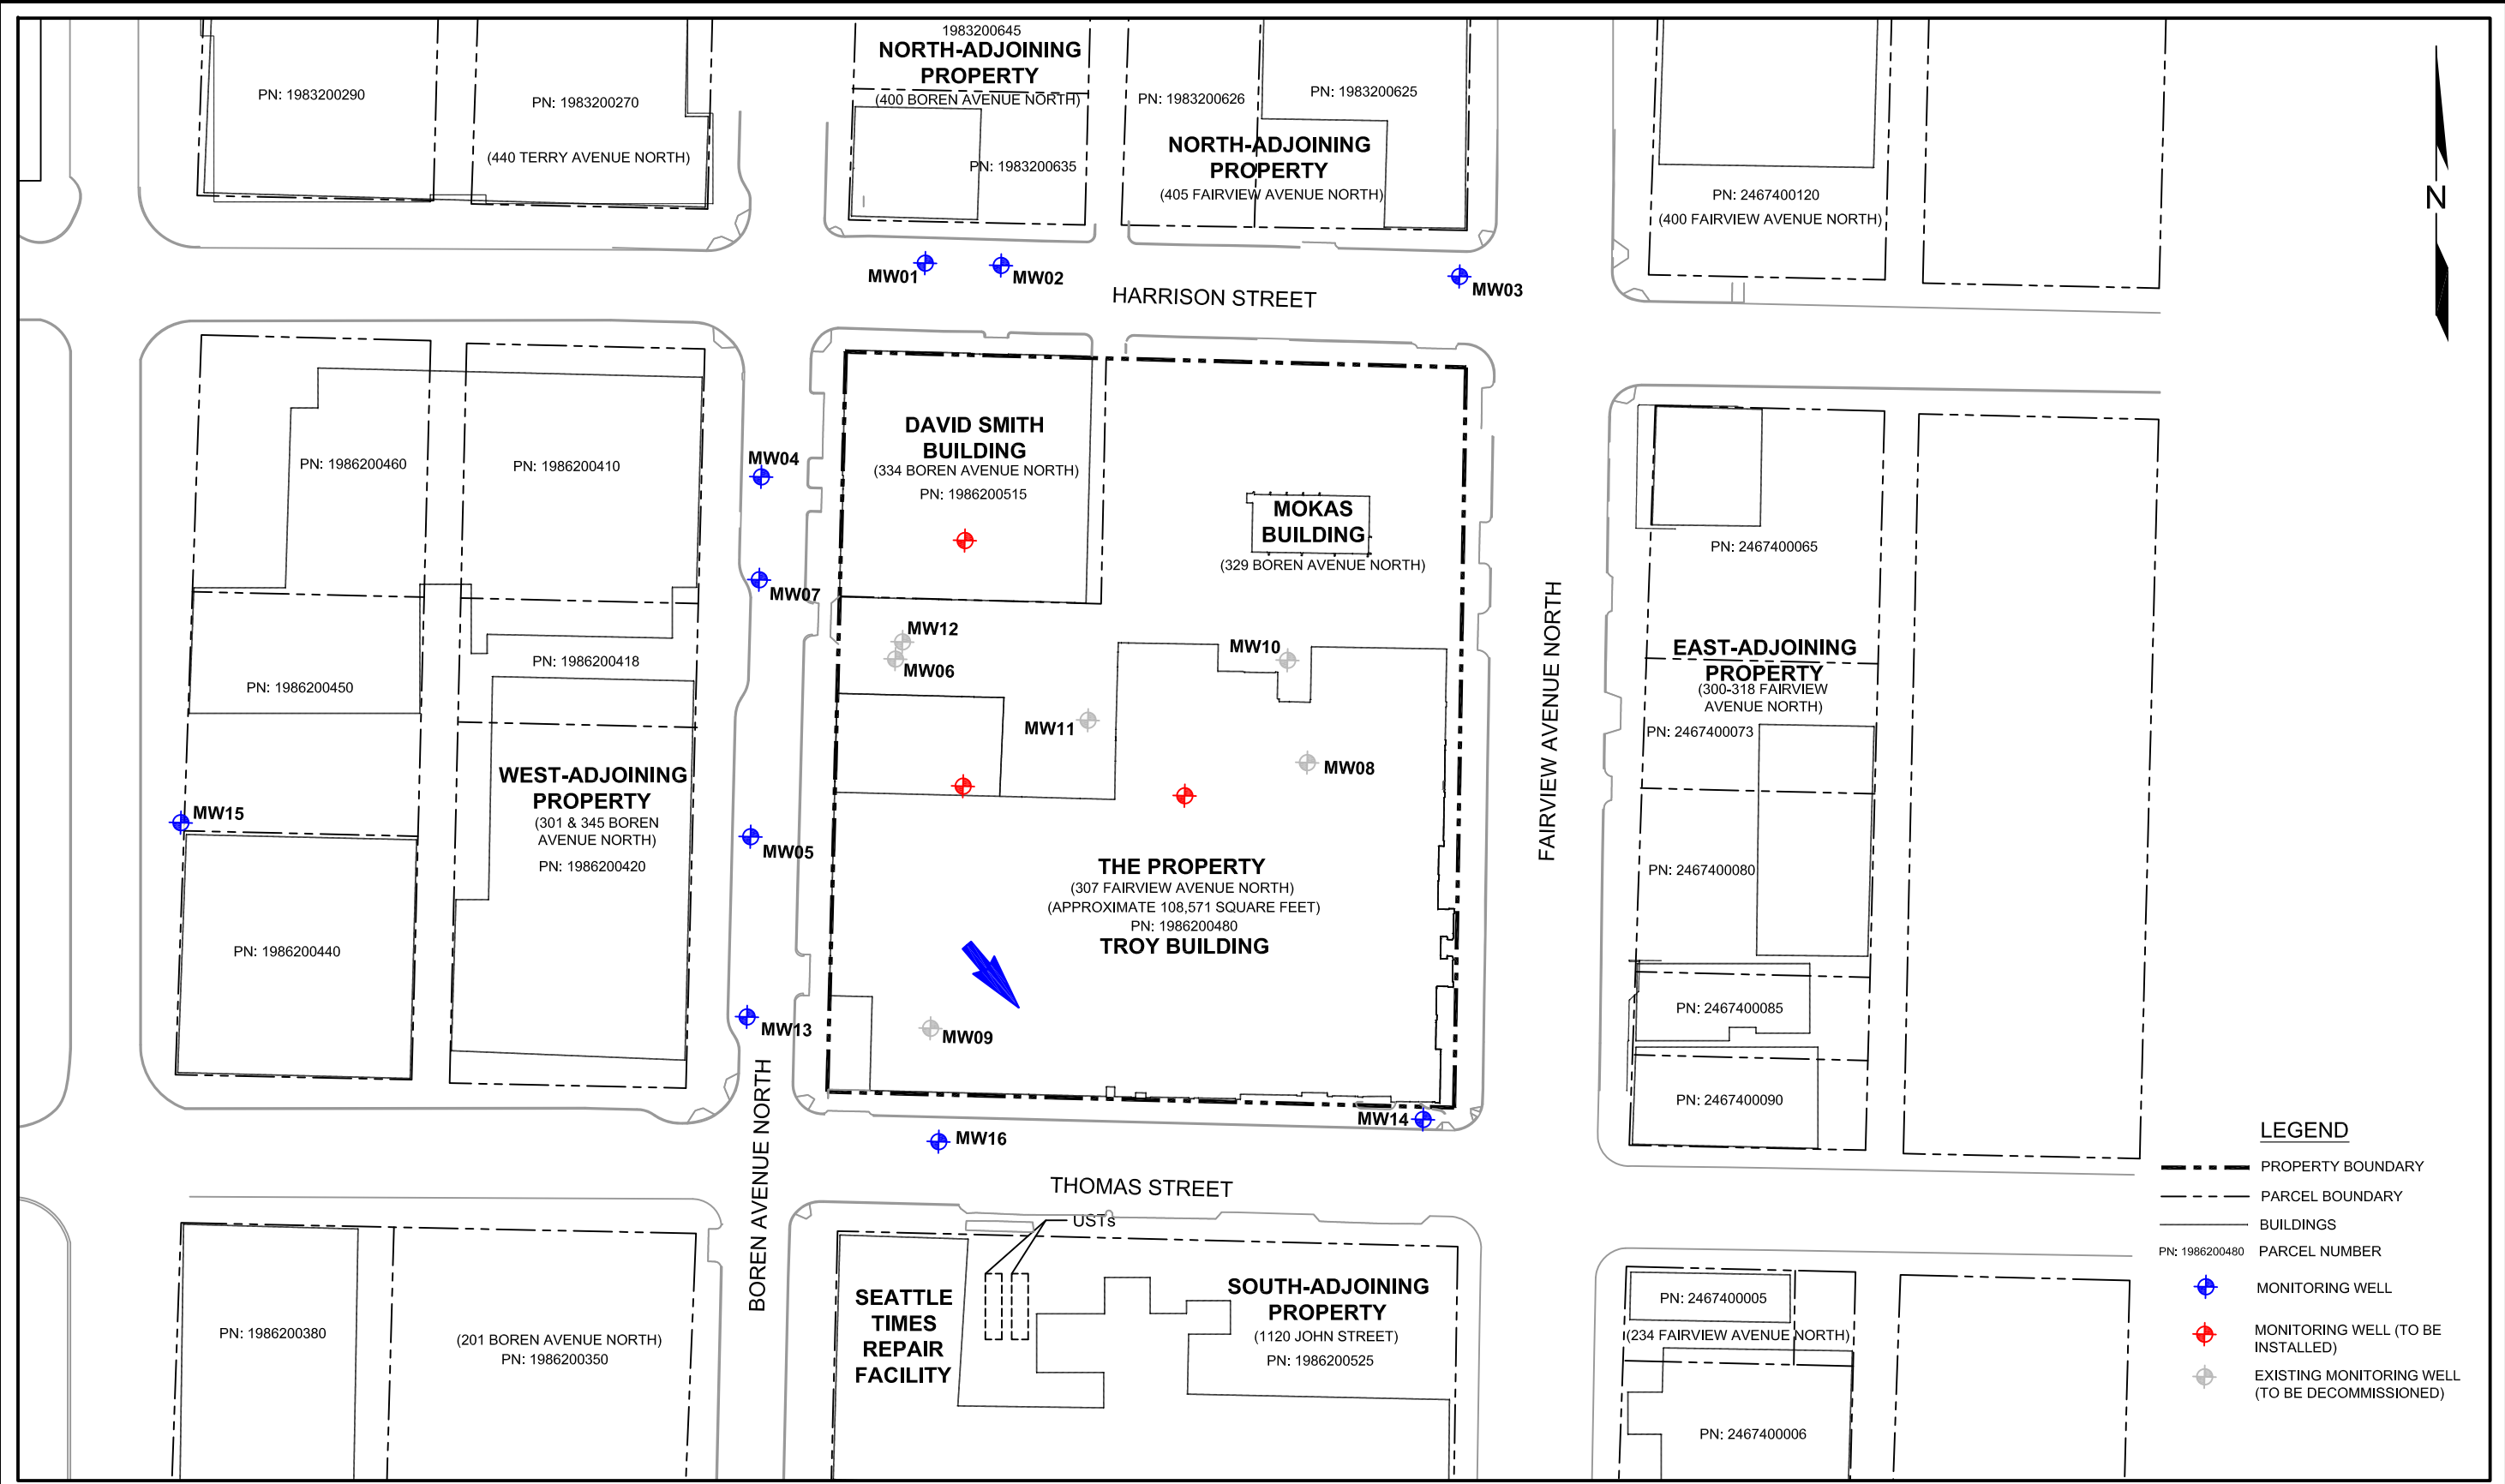 1983200645
NORTH-ADJOINING
PROPERTY
(400 BOREN AVENUE NORTH)
PN: 1983200635
PN: 1983200290
PN: 1983200270
(440 TERRY AVENUE NORTH)
PN: 1983200626
PN: 1983200625
NORTH-ADJOINING
PROPERTY
(405 FAIRVIEW AVENUE NORTH)
PN: 2467400120
(400 FAIRVIEW AVENUE NORTH)
N
MW01
MW02
MW03
HARRISON STREET
PN: 1986200460
PN: 1986200410
MW04
MW07
DAVID SMITH
BUILDING
(334 BOREN AVENUE NORTH)
PN: 1986200515
MOKAS
BUILDING
(329 BOREN AVENUE NORTH)
PN: 2467400065
FAIRVIEW AVENUE NORTH
MW12
MW06
MW10
MW11
MW08
PN: 1986200418
PN: 1986200450
EAST-ADJOINING
PROPERTY
(300-318 FAIRVIEW
AVENUE NORTH)
PN: 2467400073
WEST-ADJOINING
PROPERTY
(301 & 345 BOREN
AVENUE NORTH)
PN: 1986200420
MW15
MW05
THE PROPERTY
(307 FAIRVIEW AVENUE NORTH)
(APPROXIMATE 108,571 SQUARE FEET)
PN: 1986200480
TROY BUILDING
PN: 2467400080
PN: 1986200440
MW13
MW09
PN: 2467400085
PN: 2467400090
MW14
MW16
BOREN AVENUE NORTH
THOMAS STREET
USTs
SEATTLE
TIMES
REPAIR
FACILITY
SOUTH-ADJOINING
PROPERTY
(1120 JOHN STREET)
PN: 1986200525
PN: 1986200380
(201 BOREN AVENUE NORTH)
PN: 1986200350
PN: 2467400005
(234 FAIRVIEW AVENUE NORTH)
PN: 2467400006
LEGEND
PROPERTY BOUNDARY
PARCEL BOUNDARY
BUILDINGS
PN: 1986200480 PARCEL NUMBER
MONITORING WELL
MONITORING WELL (TO BE
INSTALLED)
EXISTING MONITORING WELL
(TO BE DECOMMISSIONED)